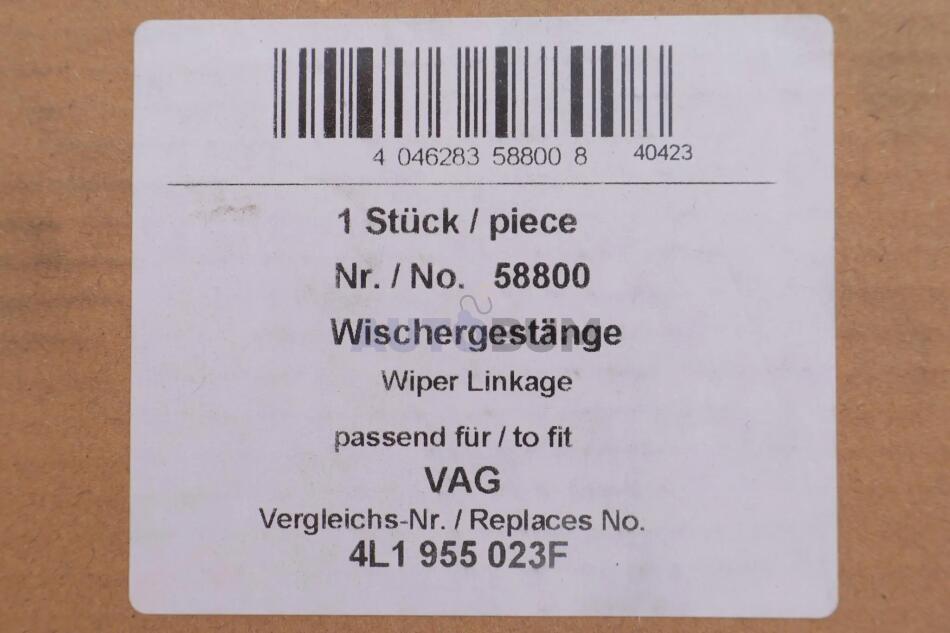 4 046283 58800 8 40423
1 Stück / piece
Nr. / No. 58800
Wischergestänge
AUTODUM
Wiper Linkage
passend für / to fit
VAG
Vergleichs-Nr. / Replaces No.
4L1 955 023F